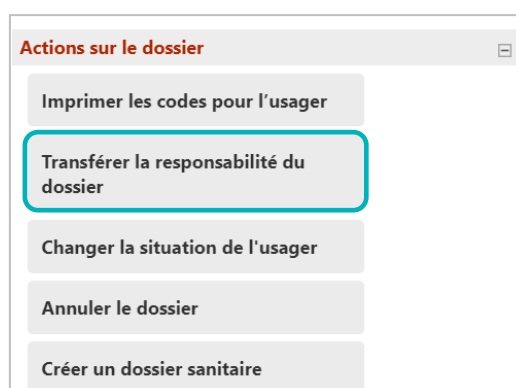 Actions sur le dossier
Imprimer les codes pour l’usager
Transférer la responsabilité du
dossier
Changer la situation de l'usager
Annuler le dossier
Créer un dossier sanitaire